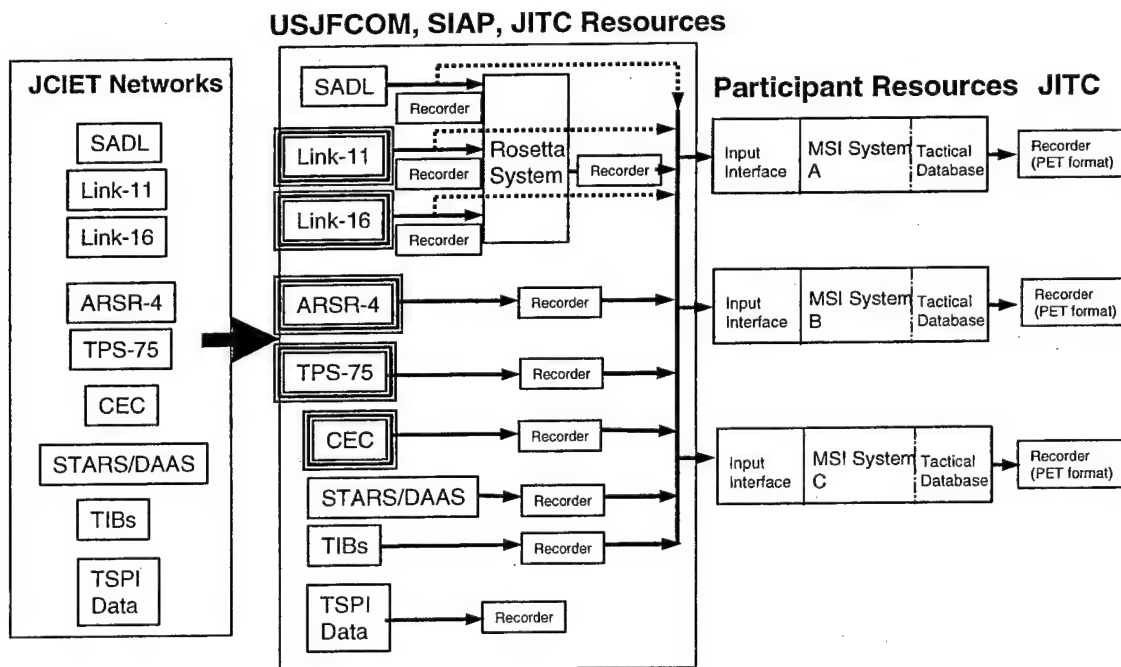 USJFCOM, SIAP, JITC Resources
JCIET Networks
SADL
Link-11
Link-16
ARSR-4
TPS-75
CEC
STARS/DAAS
TIBs
TSPI
Data
SADL
Recorder
Link-11
Recorder
Link-16
Recorder
Rosetta
System
Recorder
ARSR-4
Recorder
TPS-75
Recorder
CEC
Recorder
STARS/DAAS
Recorder
TIBs
Recorder
TSPI
Data
Recorder
Participant Resources
JITC
Input
Interface
MSI System
A
Tactical
Database
Recorder
(PET format)
Input
Interface
MSI System
B
Tactical
Database
Recorder
(PET format)
Input
Interface
MSI System
C
Tactical
Database
Recorder
(PET format)